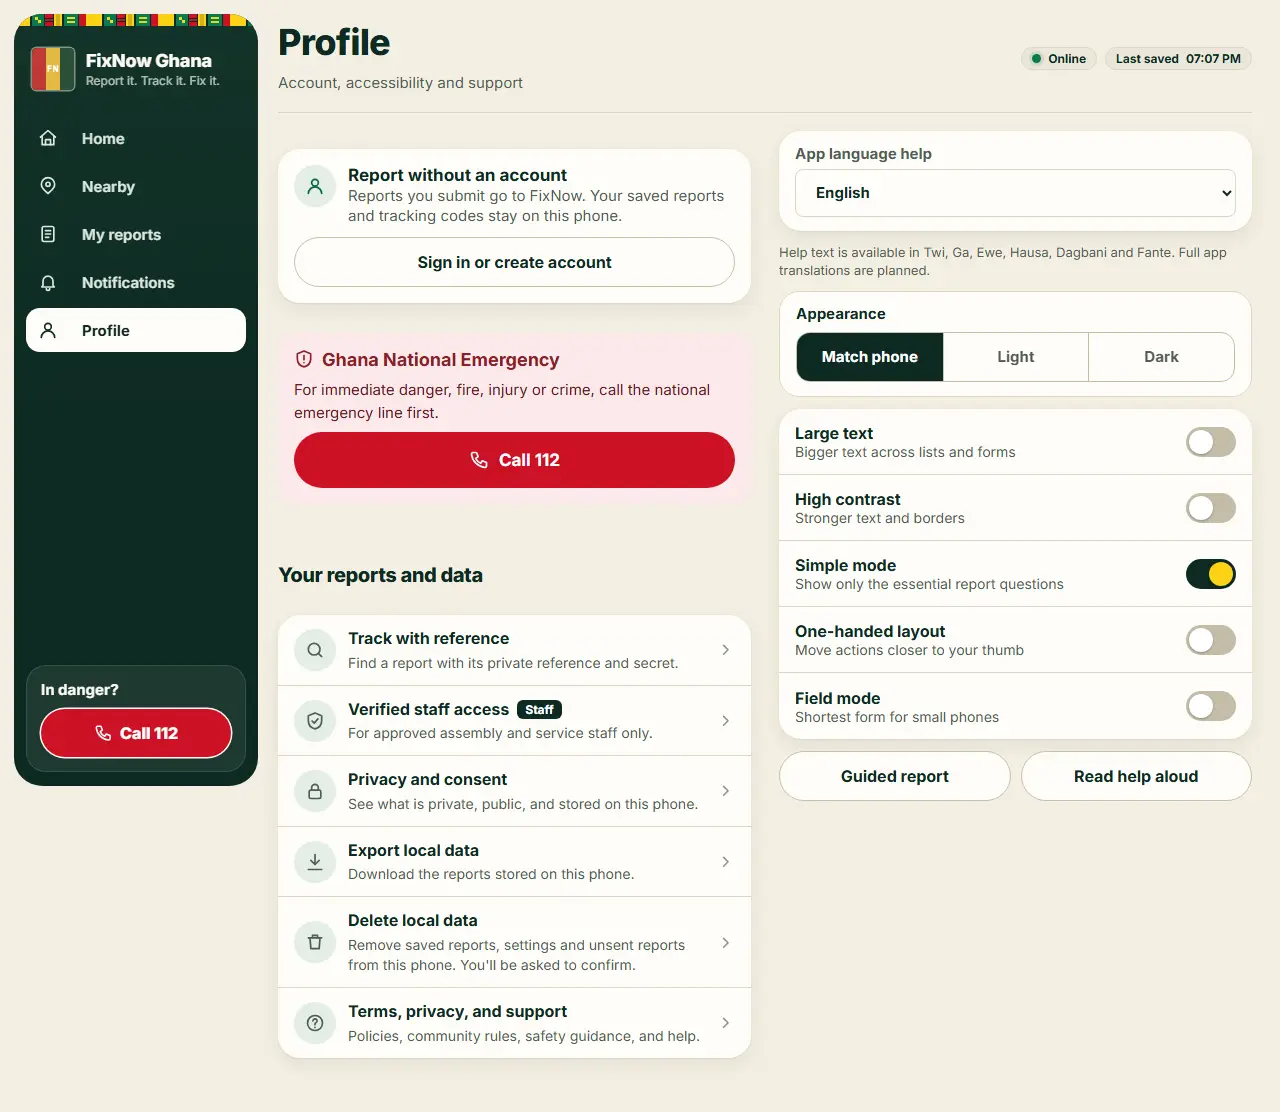 FN
FixNow Ghana
Report it. Track it. Fix it.
Home
Nearby
My reports
Notifications
Profile
In danger?
Call 112
Profile
Account, accessibility and support
Online
Last saved 07:07 PM
Report without an account
Reports you submit go to FixNow. Your saved reports
and tracking codes stay on this phone.
Sign in or create account
Ghana National Emergency
For immediate danger, fire, injury or crime, call the national
emergency line first.
Call 112
Your reports and data
Track with reference
Find a report with its private reference and secret.
Verified staff access Staff
For approved assembly and service staff only.
Privacy and consent
See what is private, public, and stored on this phone.
Export local data
Download the reports stored on this phone.
Delete local data
Remove saved reports, settings and unsent reports
from this phone. You'll be asked to confirm.
Terms, privacy, and support
Policies, community rules, safety guidance, and help.
App language help
English
Help text is available in Twi, Ga, Ewe, Hausa, Dagbani and Fante. Full app
translations are planned.
Appearance
Match phone
Light
Dark
Large text
Bigger text across lists and forms
High contrast
Stronger text and borders
Simple mode
Show only the essential report questions
One-handed layout
Move actions closer to your thumb
Field mode
Shortest form for small phones
Guided report
Read help aloud